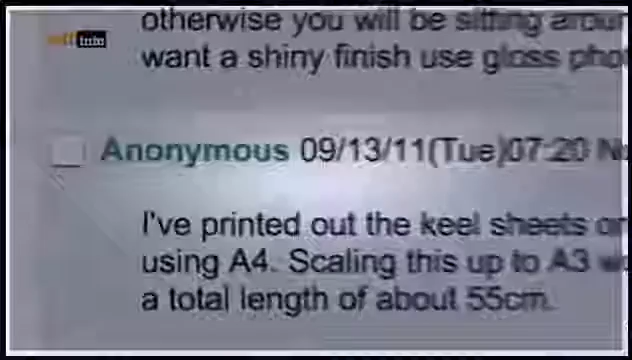 otherwise you will be sitting
want a shiny finish use gloss
Anonymous 09/13/11(Tue)07:20
I've printed out the keel sheets
using A4. Scaling this up to A3
a total length of about 55cm.